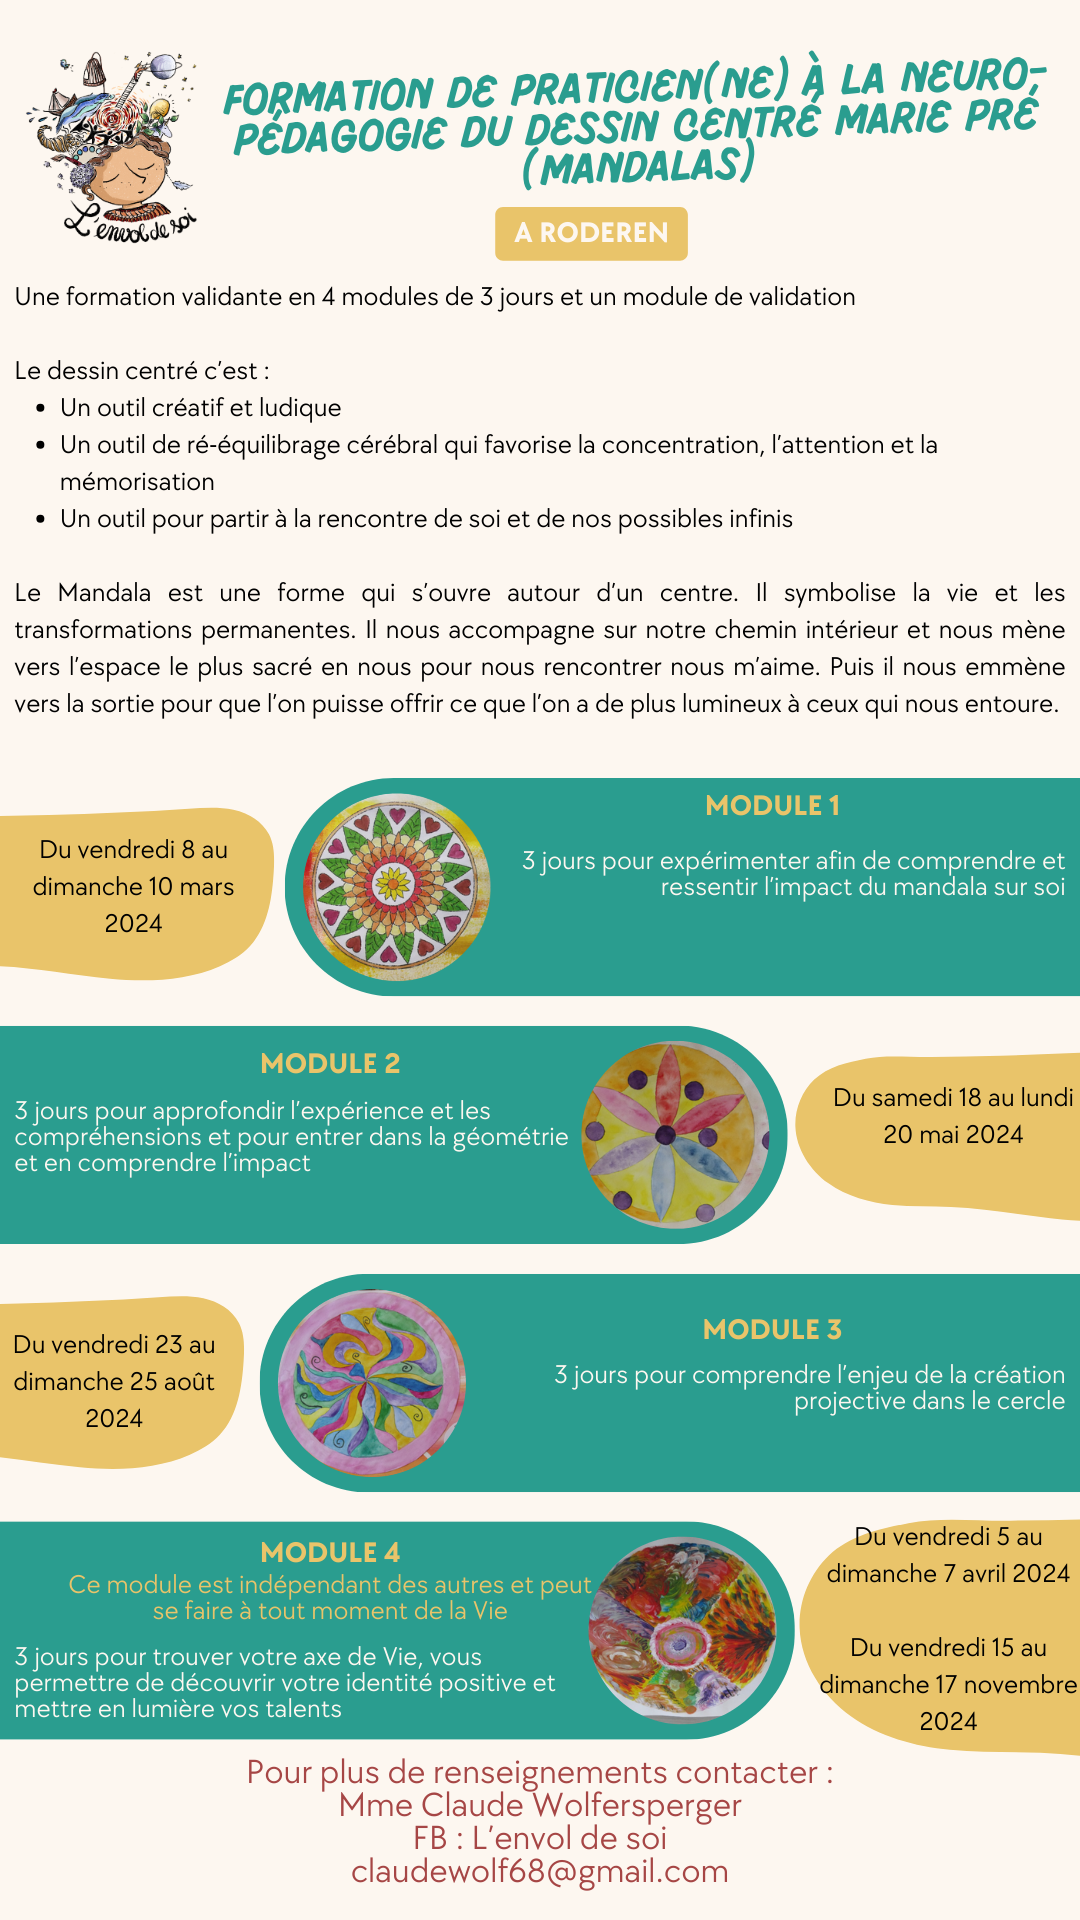 FORMATION DE PRATICIEN(NE) À LA NEURO-
PÉDAGOGIE DU DESSIN CENTRÉ MARIE PRÉ
(MANDALAS)
L'envol de soi
A RODEREN
Une formation validante en 4 modules de 3 jours et un module de validation
Le dessin centré c'est :
• Un outil créatif et ludique
• Un outil de ré-équilibrage cérébral qui favorise la concentration, l'attention et la
mémorisation
• Un outil pour partir à la rencontre de soi et de nos possibles infinis
Le Mandala est une forme qui s'ouvre autour d'un centre. Il symbolise la vie et les
transformations permanentes. Il nous accompagne sur notre chemin intérieur et nous mène
vers l'espace le plus sacré en nous pour nous rencontrer nous m'aime. Puis il nous emmène
vers la sortie pour que l'on puisse offrir ce que l'on a de plus lumineux à ceux qui nous entoure.
Du vendredi 8 au
dimanche 10 mars
2024
MODULE 1
3 jours pour expérimenter afin de comprendre et
ressentir l'impact du mandala sur soi
MODULE 2
3 jours pour approfondir l'expérience et les
compréhensions et pour entrer dans la géométrie
et en comprendre l'impact
Du samedi 18 au lundi
20 mai 2024
Du vendredi 23 au
dimanche 25 août
2024
MODULE 3
3 jours pour comprendre l'enjeu de la création
projective dans le cercle
MODULE 4
Ce module est indépendant des autres et peut
se faire à tout moment de la Vie
3 jours pour trouver votre axe de Vie, vous
permettre de découvrir votre identité positive et
mettre en lumière vos talents
Du vendredi 5 au
dimanche 7 avril 2024
Du vendredi 15 au
dimanche 17 novembre
2024
Pour plus de renseignements contacter :
Mme Claude Wolfersperger
FB : L'envol de soi
claudewolf68@gmail.com